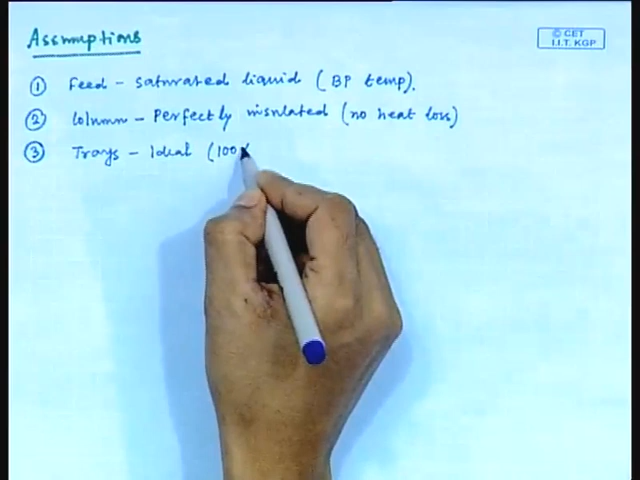 Assumptions
© CET
I.I.T. KGP
① Feed - saturated liquid (BP temp).
② Column - Perfectly insulated (no heat loss)
③ Trays - Ideal (100